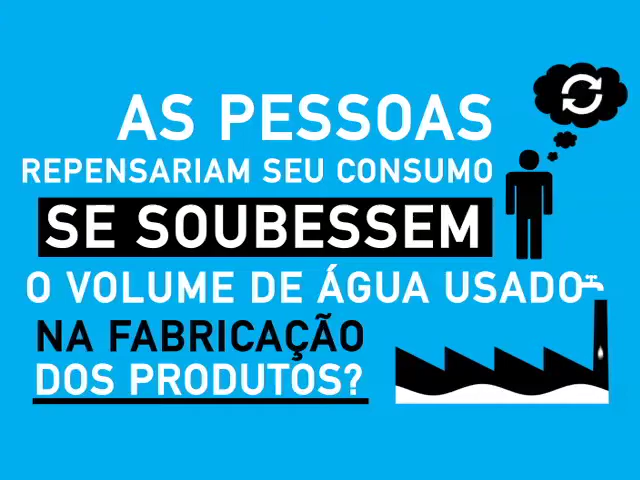 AS PESSOAS
REPENSARIAM SEU CONSUMO
SE SOUBESSEM
O VOLUME DE ÁGUA USADO
NA FABRICAÇÃO
DOS PRODUTOS?